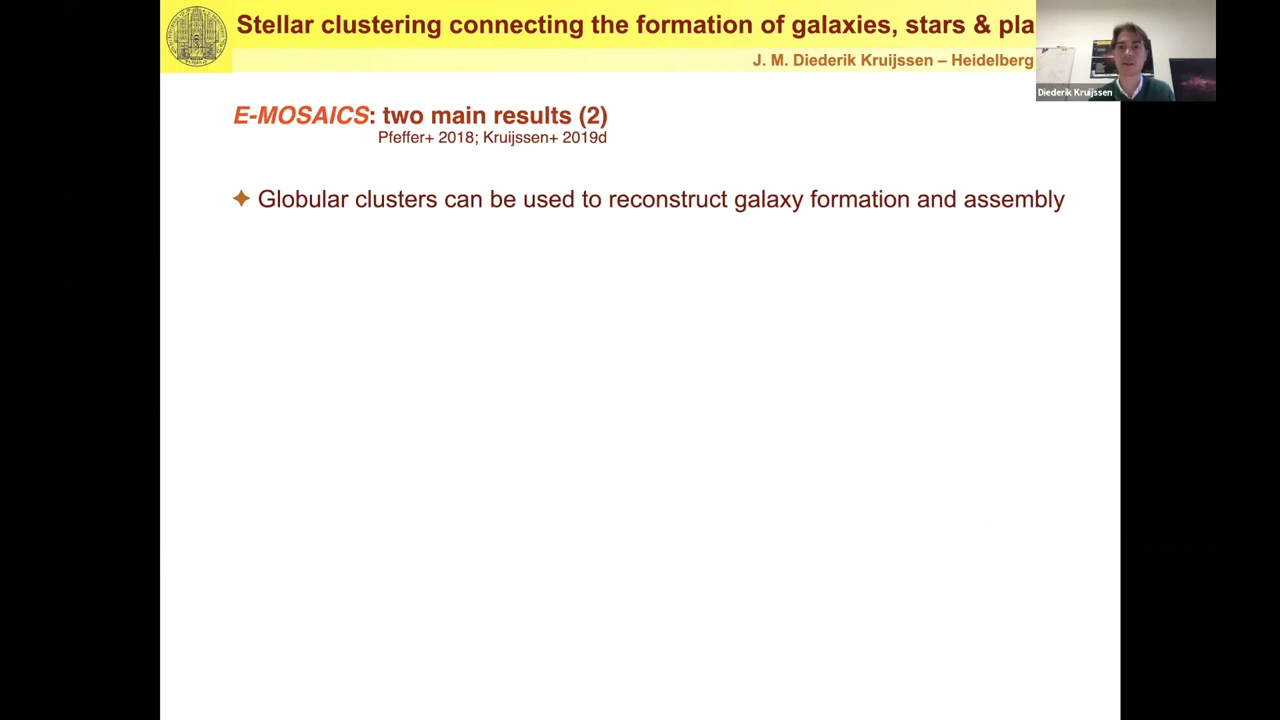 Stellar clustering connecting the formation of galaxies, stars & pla
J. M. Diederik Kruijssen – Heidelberg
Diederik Kruijssen
E-MOSAICS: two main results (2)
Pfeffer+ 2018; Kruijssen+ 2019d
Globular clusters can be used to reconstruct galaxy formation and assembly